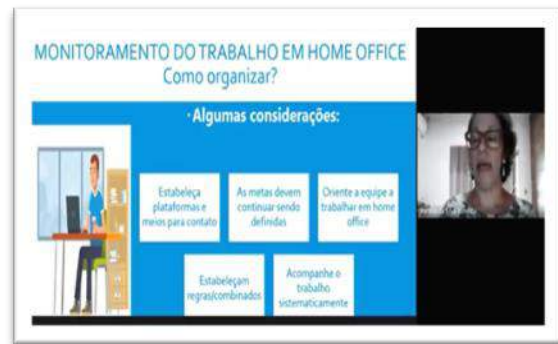 MONITORAMENTO DO TRABALHO EM HOME OFFICE
Como organizar?
· Algumas considerações:
Estabeleça
plataformas e
meios para contato
As metas devem
continuar sendo
definidas
Oriente a equipe a
trabalhar em home
office
Estabeleçam
regras/combinados
Acompanhe o
trabalho
sistematicamente